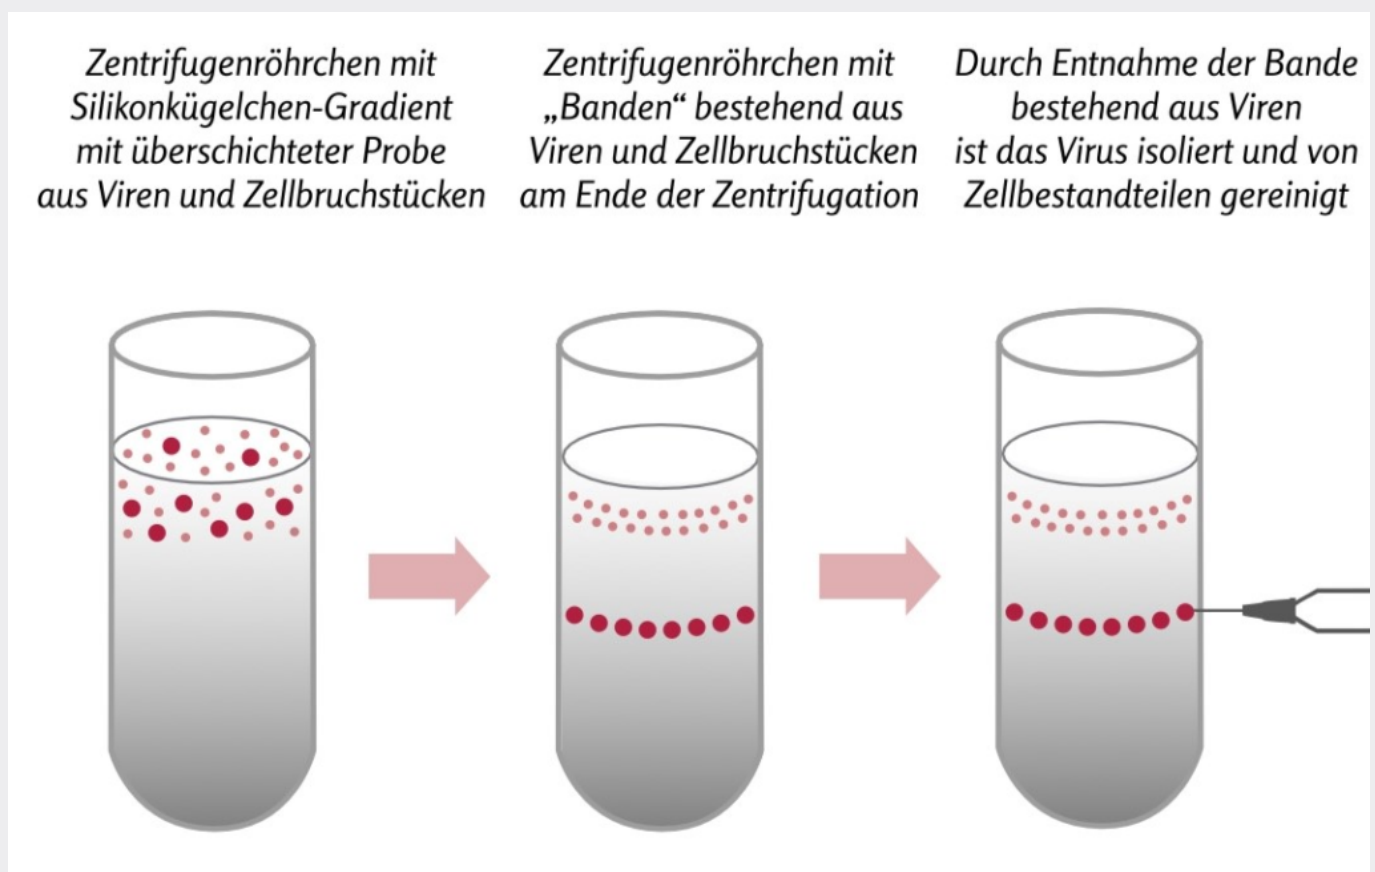 Zentrifugenröhrchen mit
Silikonkügelchen-Gradient
mit überschichteter Probe
aus Viren und Zellbruchstücken
Zentrifugenröhrchen mit
„Banden“ bestehend aus
Viren und Zellbruchstücken
am Ende der Zentrifugation
Durch Entnahme der Bande
bestehend aus Viren
ist das Virus isoliert und von
Zellbestandteilen gereinigt